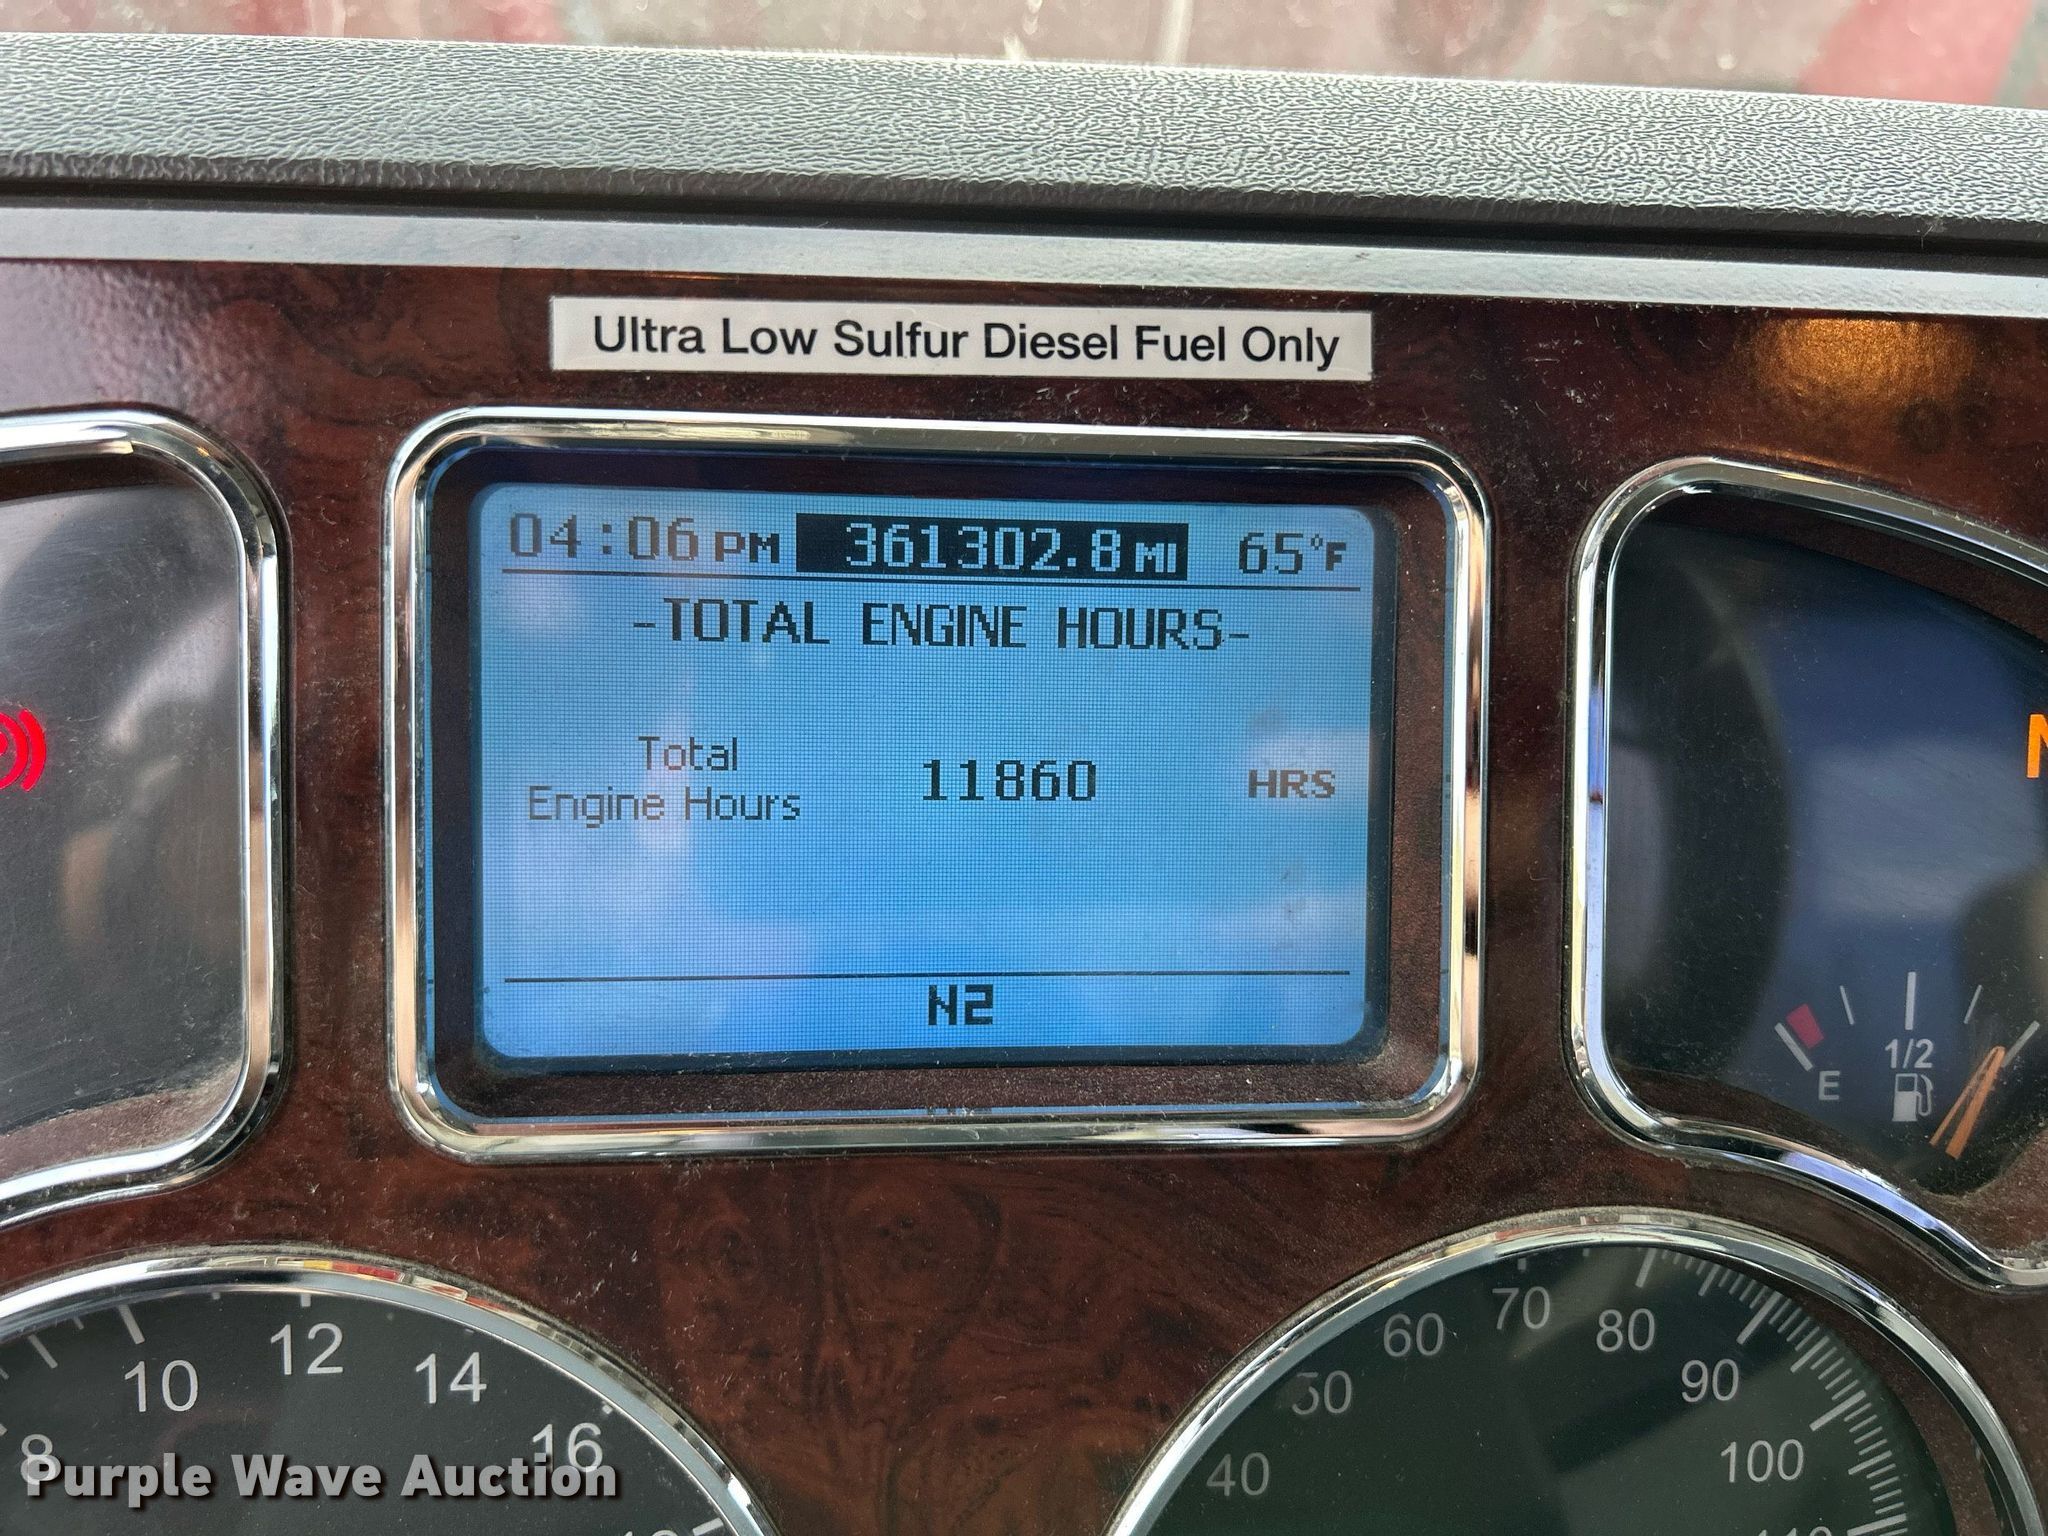 Ultra Low Sulfur Diesel Fuel Only
04:06 PM 361302.8 MI 65°F
-TOTAL ENGINE HOURS-
Total
Engine Hours
11860 HRS
N2
E 1/2
8 10 12 14 16
40 50 60 70 80 90 100
Purple Wave Auction